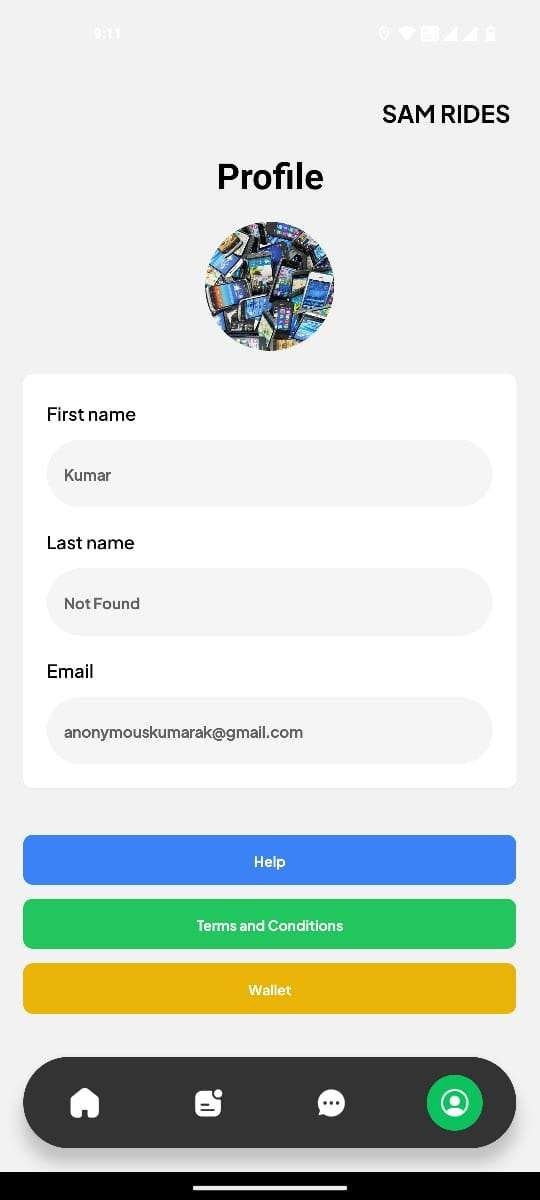 9:11
SAM RIDES
Profile
First name
Kumar
Last name
Not Found
Email
anonymouskumarak@gmail.com
Help
Terms and Conditions
Wallet